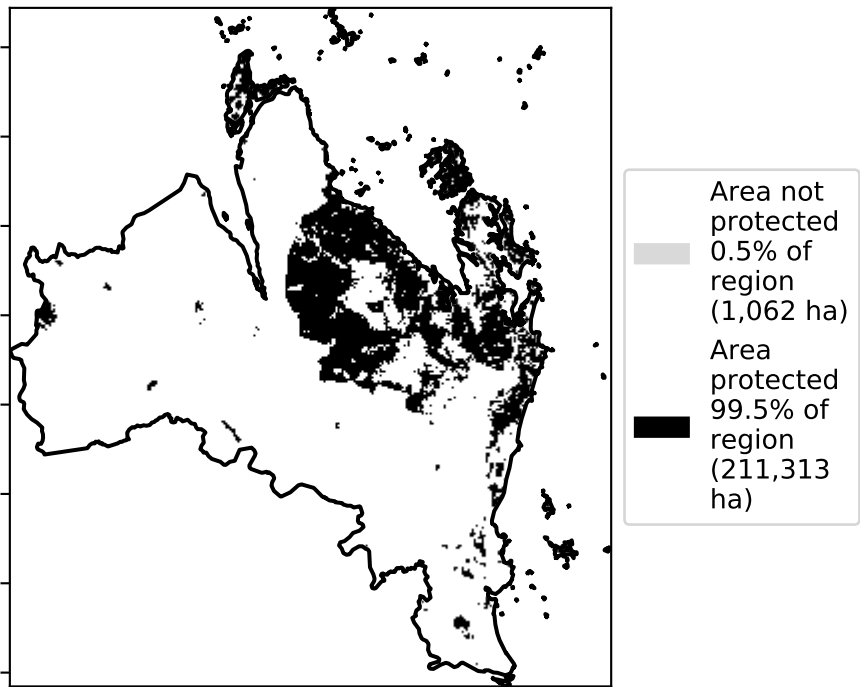 Area not
protected
0.5% of
region
(1,062 ha)
Area
protected
99.5% of
region
(211,313
ha)